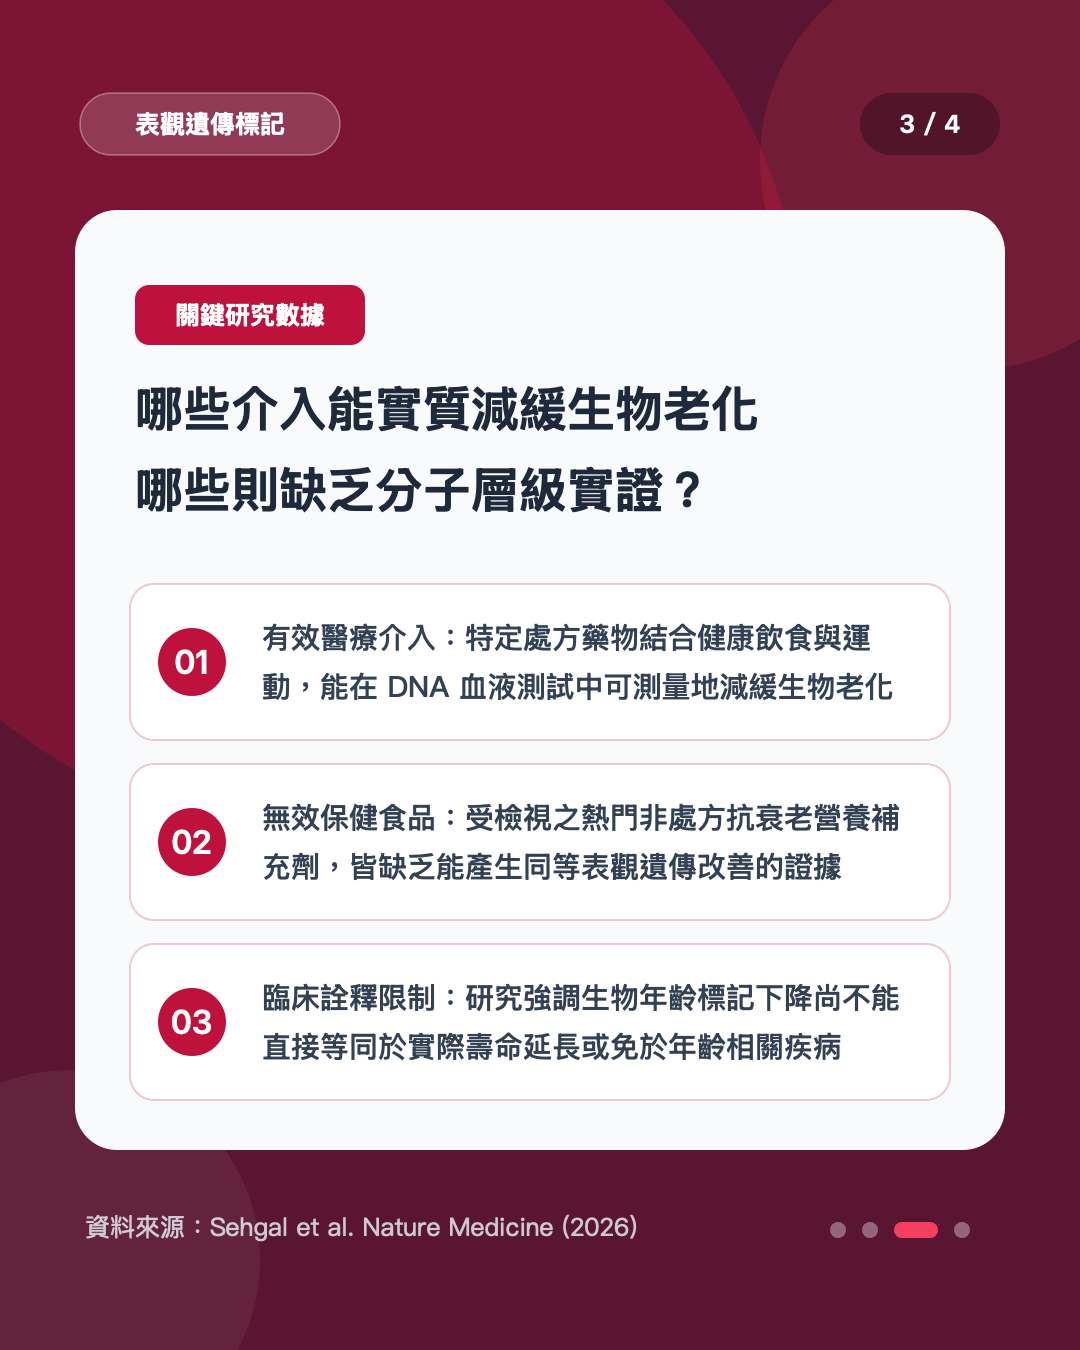 表觀遺傳標記
3 / 4
關鍵研究數據
哪些介入能實質減緩生物老化
哪些則缺乏分子層級實證？
01
有效醫療介入：特定處方藥物結合健康飲食與運
動，能在 DNA 血液測試中可測量地減緩生物老化
02
無效保健食品：受檢視之熱門非處方抗衰老營養補
充劑，皆缺乏能產生同等表觀遺傳改善的證據
03
臨床詮釋限制：研究強調生物年齡標記下降尚不能
直接等同於實際壽命延長或免於年齡相關疾病
資料來源：Sehgal et al. Nature Medicine (2026)